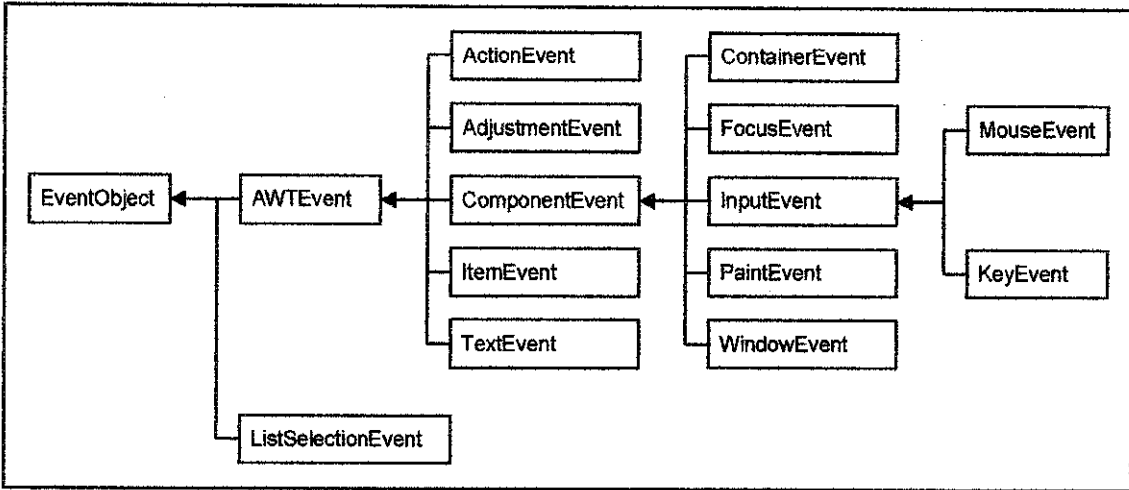 EventObject
AWTEvent
ListSelectionEvent
ActionEvent
AdjustmentEvent
ComponentEvent
ItemEvent
TextEvent
ContainerEvent
FocusEvent
InputEvent
PaintEvent
WindowEvent
MouseEvent
KeyEvent